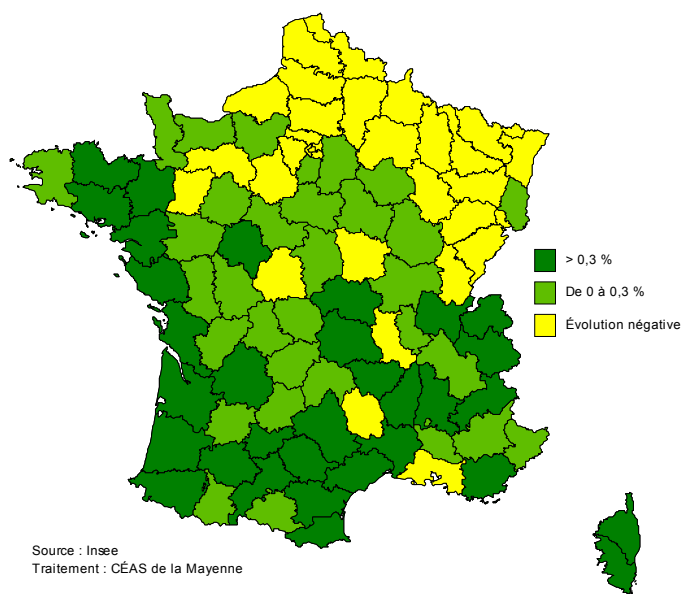 > 0,3 %
De 0 à 0,3 %
Évolution négative
Source : Insee
Traitement : CÉAS de la Mayenne